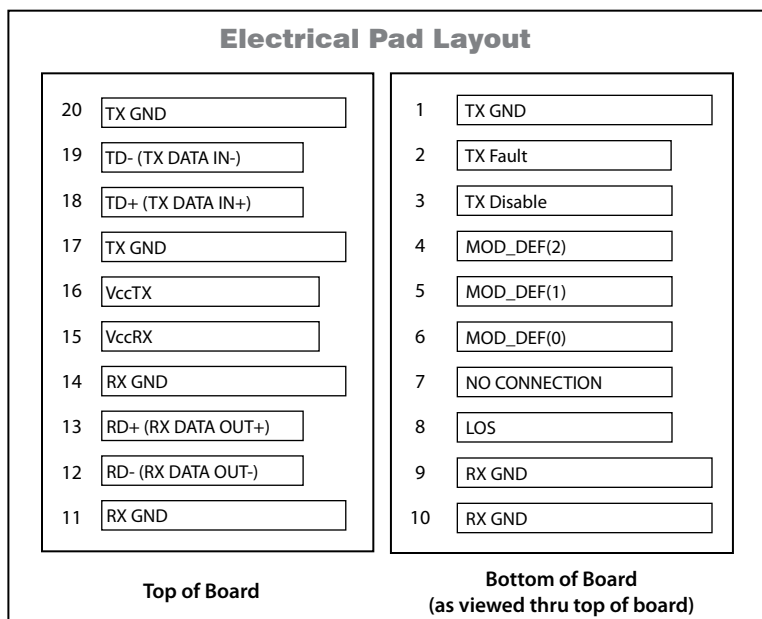 Electrical Pad Layout
20 TX GND
19 TD- (TX DATA IN-)
18 TD+ (TX DATA IN+)
17 TX GND
16 VccTX
15 VccRX
14 RX GND
13 RD+ (RX DATA OUT+)
12 RD- (RX DATA OUT-)
11 RX GND
Top of Board
1 TX GND
2 TX Fault
3 TX Disable
4 MOD_DEF(2)
5 MOD_DEF(1)
6 MOD_DEF(0)
7 NO CONNECTION
8 LOS
9 RX GND
10 RX GND
Bottom of Board
(as viewed thru top of board)